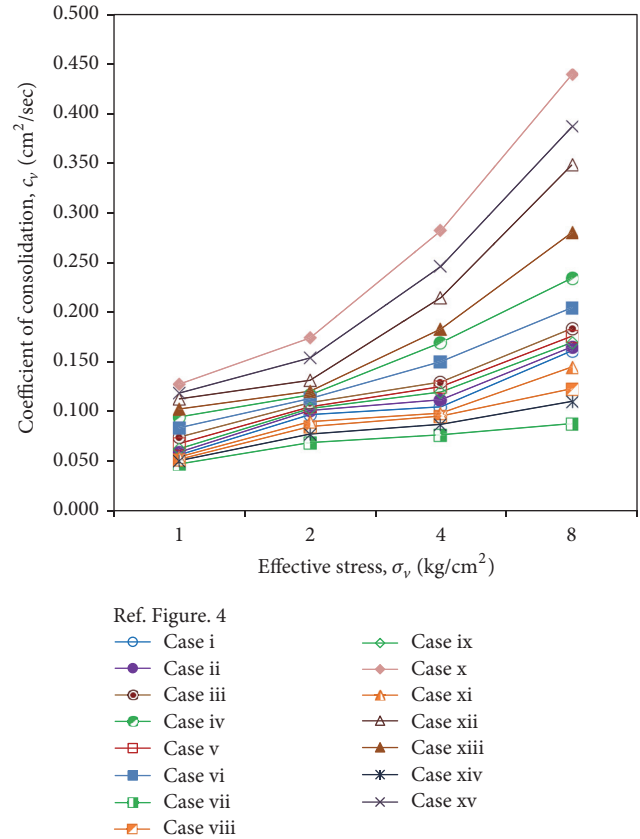 0.500
0.450
0.400
0.350
0.300
0.250
0.200
0.150
0.100
0.050
0.000
Coefficient of consolidation, cᵥ (cm²/sec)
1 2 4 8
Effective stress, σᵥ (kg/cm²)
Ref. Figure. 4
Case i
Case ii
Case iii
Case iv
Case v
Case vi
Case vii
Case viii
Case ix
Case x
Case xi
Case xii
Case xiii
Case xiv
Case xv